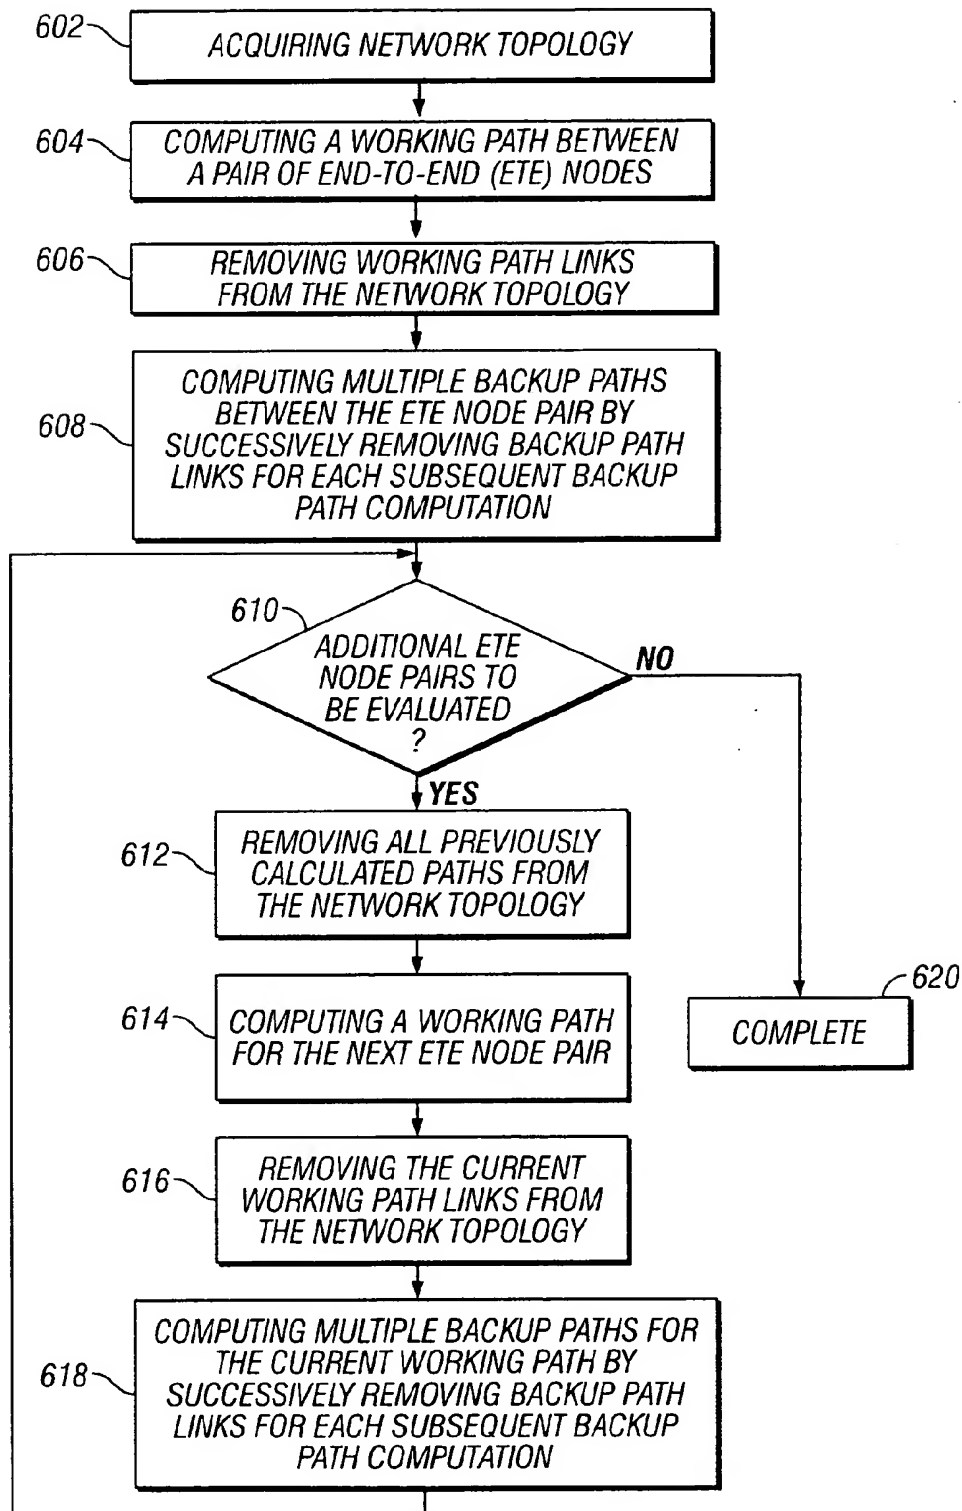 602
ACQUIRING NETWORK TOPOLOGY
604
COMPUTING A WORKING PATH BETWEEN
A PAIR OF END-TO-END (ETE) NODES
606
REMOVING WORKING PATH LINKS
FROM THE NETWORK TOPOLOGY
608
COMPUTING MULTIPLE BACKUP PATHS
BETWEEN THE ETE NODE PAIR BY
SUCCESSIVELY REMOVING BACKUP PATH
LINKS FOR EACH SUBSEQUENT BACKUP
PATH COMPUTATION
610
ADDITIONAL ETE
NODE PAIRS TO
BE EVALUATED
?
NO
YES
612
REMOVING ALL PREVIOUSLY
CALCULATED PATHS FROM
THE NETWORK TOPOLOGY
614
COMPUTING A WORKING PATH
FOR THE NEXT ETE NODE PAIR
620
COMPLETE
616
REMOVING THE CURRENT
WORKING PATH LINKS FROM
THE NETWORK TOPOLOGY
618
COMPUTING MULTIPLE BACKUP PATHS FOR
THE CURRENT WORKING PATH BY
SUCCESSIVELY REMOVING BACKUP PATH
LINKS FOR EACH SUBSEQUENT BACKUP
PATH COMPUTATION